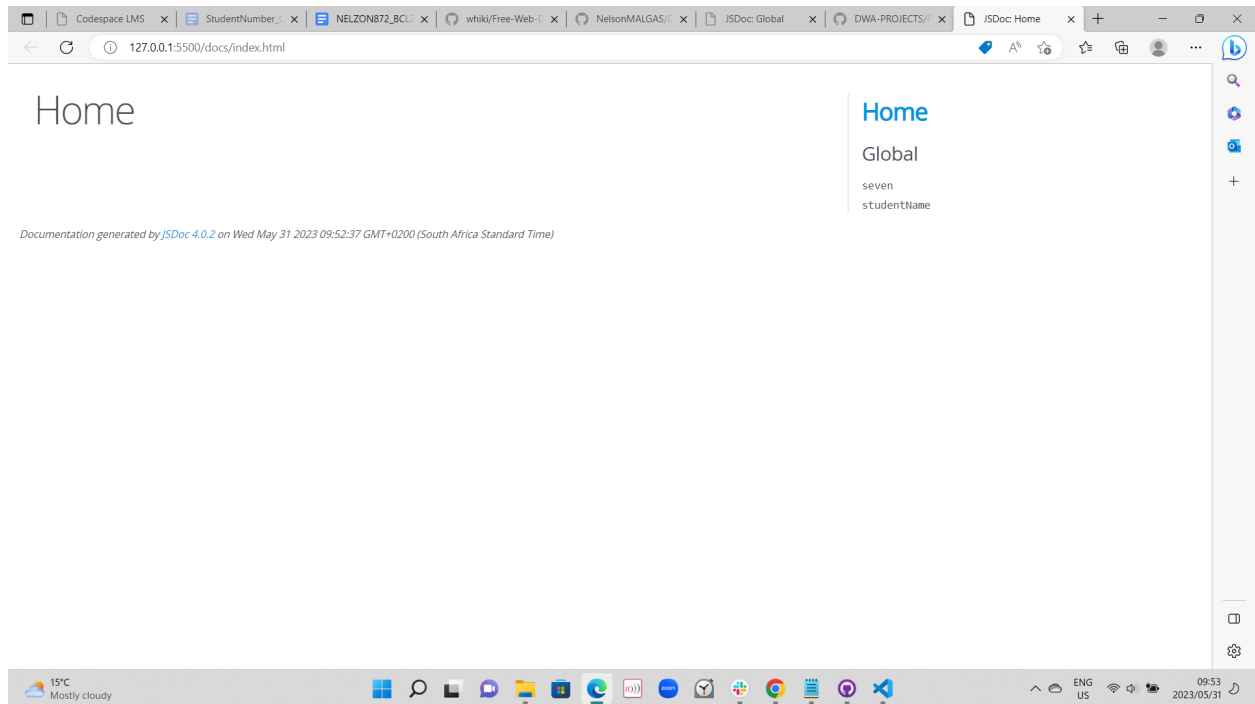 Codespace LMS
StudentNumber_
NELZON872_BCL
whiki/Free-Web-
NelsonMALGAS/
JSDoc: Global
DWA-PROJECTS/
JSDoc: Home
127.0.0.1:5500/docs/index.html
Home
Home
Global
seven
studentName
Documentation generated by JSDoc 4.0.2 on Wed May 31 2023 09:52:37 GMT+0200 (South Africa Standard Time)
15°C
Mostly cloudy
zoom
ENG
US
09:53
2023/05/31